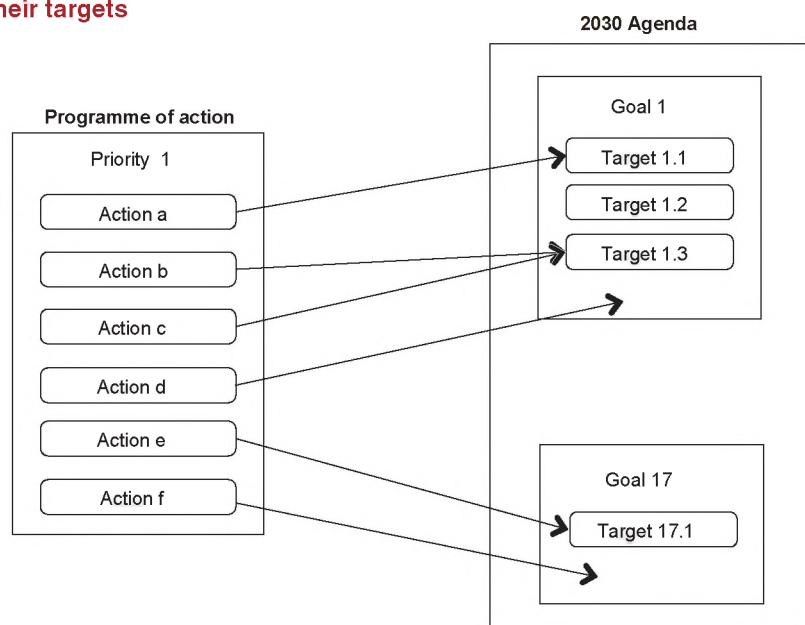 their targets
2030 Agenda
Programme of action
Priority 1
Action a
Action b
Action c
Action d
Action e
Action f
Goal 1
Target 1.1
Target 1.2
Target 1.3
Goal 17
Target 17.1